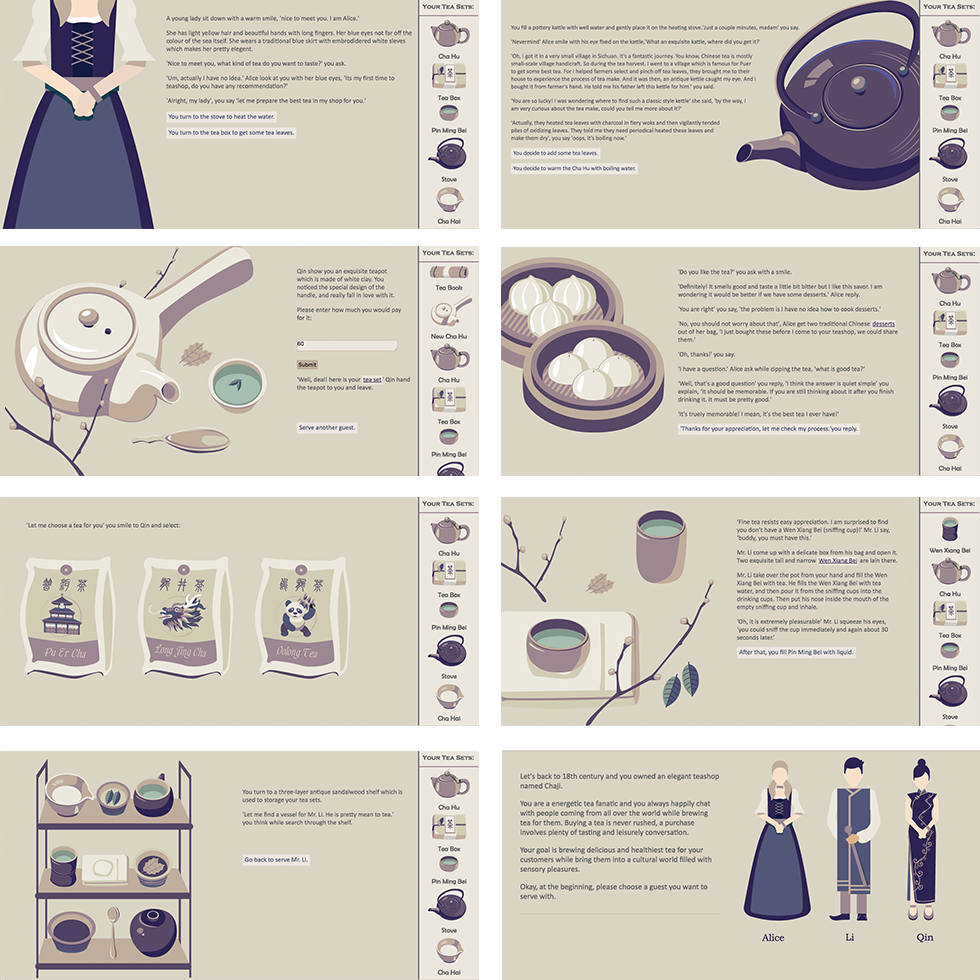 A young lady sit down with a warm smile, 'nice to meet you. I am Alice.'
She has light yellow hair and beautiful hands with long fingers. Her blue eyes not far off the
colour of the sea itself. She wears a traditional blue skirt with embroidered white sleeves
which makes her pretty elegant.
'Nice to meet you, what kind of tea do you want to taste?' you ask.
'Um, actually I have no idea.' Alice look at you with her blue eyes, 'its my first time to
teashop, do you have any recommendation?'
'Alright, my lady', you say 'let me prepare the best tea in my shop for you.'
You turn to the stove to heat the water.
You turn to the tea box to get some tea leaves.
YOUR TEA SETS:
Cha Hu
Tea Box
Pin Ming Bei
Stove
Cha Hai
You fill a pottery kettle with well water and gently place it on the heating stove.'Just a couple minutes, madam' you say.
'Nevermind' Alice smile with his eye fixed on the kettle,'What an exquisite kettle, where did you get it?'
'Oh, I got it in a very small village in Sichuan. It's a fantastic journey. You know, Chinese tea is mostly
small-scale village handicraft. So during the tea harvest. I went to a village which is famous for Puer
to get some best tea. For I helped farmers select and pinch off tea leaves, they brought me to their
house to experience the process of tea make. And it was then, an antique kettle caught my eye. And I
bought it from farmer's hand. He told me his father left this kettle for him.' you said.
'You are so lucky! I was wondering where to find such a classic style kettle' she said, 'by the way, I
am very curious about the tea make, could you tell me more about it?'
'Actually, they heated tea leaves with charcoal in fiery woks and then vigilantly tended
piles of oxidizing leaves. They told me they need periodical heated these leaves and
make them dry', you say 'oops, it's boiling now.'
You decide to add some tea leaves.
You decide to warm the Cha Hu with boiling water.
YOUR TEA SETS:
Cha Hu
Tea Box
Pin Ming Bei
Stove
Cha Hai
Qin show you an exquisite teapot
which is made of white clay. You
noticed the special design of the
handle, and really fall in love with it.
Please enter how much you would pay
for it:
60
Submit
'Well, deal! here is your tea set ' Qin hand
the teapot to you and leave.
Serve another guest.
YOUR TEA SETS:
Tea Book
New Cha Hu
Cha Hu
Tea Box
Pin Ming Bei
'Do you like the tea?' you ask with a smile.
'Definitely! It smells good and taste a little bit bitter but I like this savor. I am
wondering it would be better if we have some desserts.' Alice reply.
'You are right' you say, 'the problem is I have no idea how to cook desserts.'
'No, you should not worry about that', Alice get two traditional Chinese desserts
out of her bag, 'I just bought these before I come to your teashop, we could share
them.'
'Oh, thanks!' you say.
'I have a question.' Alice ask while cipping the tea, 'what is good tea?'
'Well, that's a good question' you reply, 'I think the answer is quiet simple' you
explain, 'it should be memorable. If you are still thinking about it after you finish
drinking it. It must be pretty good.'
'It's truely memorable! I mean, it's the best tea I ever have!'
'Thanks for your appreciation, let me check my process.'you reply.
YOUR TEA SETS:
Cha Hu
Tea Box
Pin Ming Bei
Stove
Cha Hai
'Let me choose a tea for you' you smile to Qin and select:
Pu Er Cha
Long Jing Cha
Oolong Tea
YOUR TEA SETS:
Cha Hu
Tea Box
Pin Ming Bei
Stove
Cha Hai
'Fine tea resists easy appreciation. I am surprised to find
you don't have a Wen Xiang Bei (sniffing cup)!' Mr. Li say,
'buddy, you must have this.'
Mr. Li come up with a delicate box from his bag and open it.
Two exquisite tall and narrow Wen Xiang Bei are lain there.
Mr. Li take over the pot from your hand and fill the Wen
Xiang Bei with tea. He fills the Wen Xiang Bei with tea
water, and then pour it from the sniffing cups into the
drinking cups. Then put his nose inside the mouth of the
empty sniffing cup and inhale.
'Oh, it is extremely pleasurable' Mr. Li squeeze his eyes,
'you could sniff the cup immediately and again about 30
seconds later.'
After that, you fill Pin Ming Bei with liquid.
YOUR TEA SETS:
Wen Xiang Bei
Cha Hu
Tea Box
Pin Ming Bei
Stove
You turn to a three-layer antique sandalwood shelf which is
used to storage your tea sets.
'Let me find a vessel for Mr. Li. He is pretty mean to tea.'
you think while search through the shelf.
Go back to serve Mr. Li.
YOUR TEA SETS:
Cha Hu
Tea Box
Pin Ming Bei
Stove
Cha Hai
Let's back to 18th century and you owned an elegant teashop
named Chaji.
You are a energetic tea fanatic and you always happily chat
with people coming from all over the world while brewing
tea for them. Buying a tea is never rushed, a purchase
involves plenty of tasting and leisurely conversation.
Your goal is brewing delicious and healthiest tea for your
customers while bring them into a cultural world filled with
sensory pleasures.
Okay, at the beginning, please choose a guest you want to
serve with.
Alice
Li
Qin